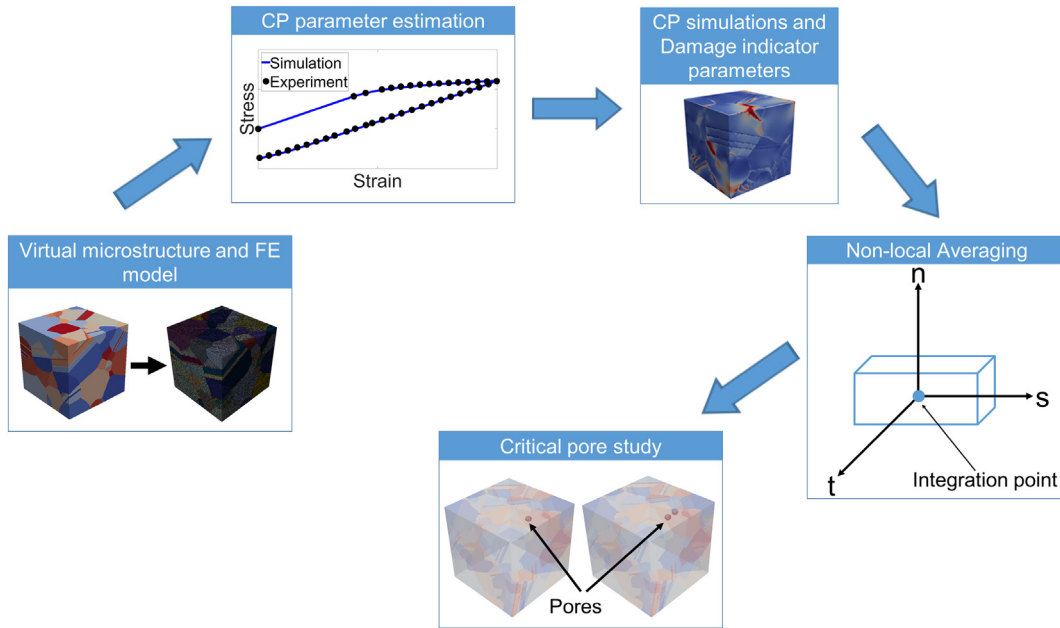 CP parameter estimation
Simulation
Experiment
Stress
Strain
CP simulations and
Damage indicator
parameters
Virtual microstructure and FE
model
Non-local Averaging
n
s
t
Integration point
Critical pore study
Pores